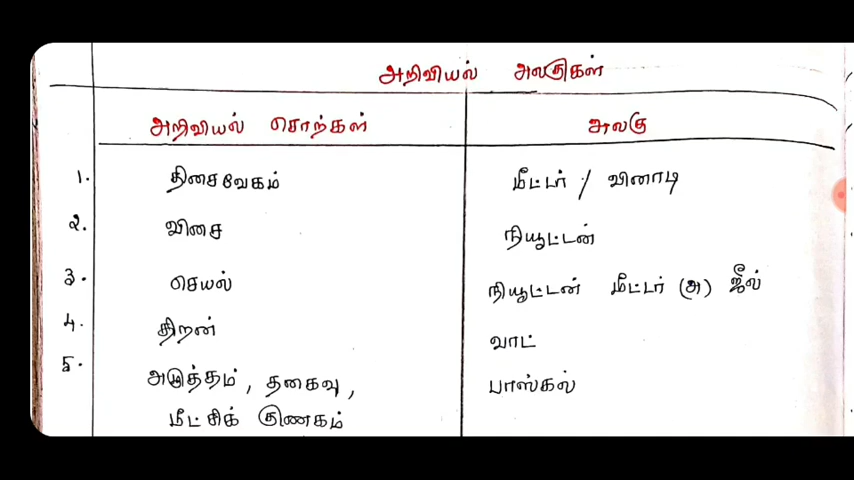 அறிவியல் அலகுகள்
அறிவியல் சொற்கள் அலகு
1. திசைவேகம் மீட்டர் / வினாடி
2. விசை நியூட்டன்
3. செயல் நியூட்டன் மீட்டர் (அ) ஜீல்
4. திறன் வாட்
5. அழுத்தம், தகைவு, பாஸ்கல்
மீட்சிக் குணகம்